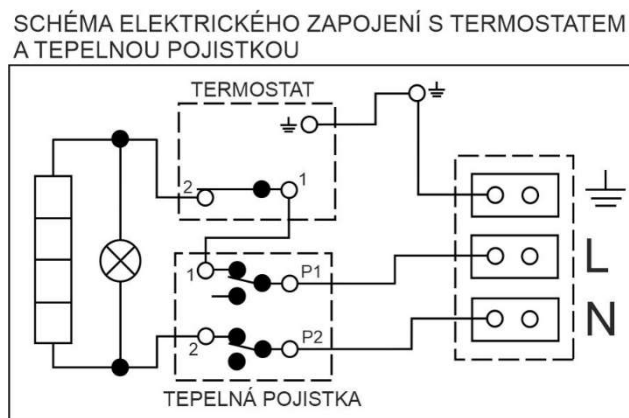 SCHÉMA ELEKTRICKÉHO ZAPOJENÍ S TERMOSTATEM
A TEPELNOU POJISTKOU
TERMOSTAT
2
1
1
P1
L
2
P2
N
TEPELNÁ POJISTKA